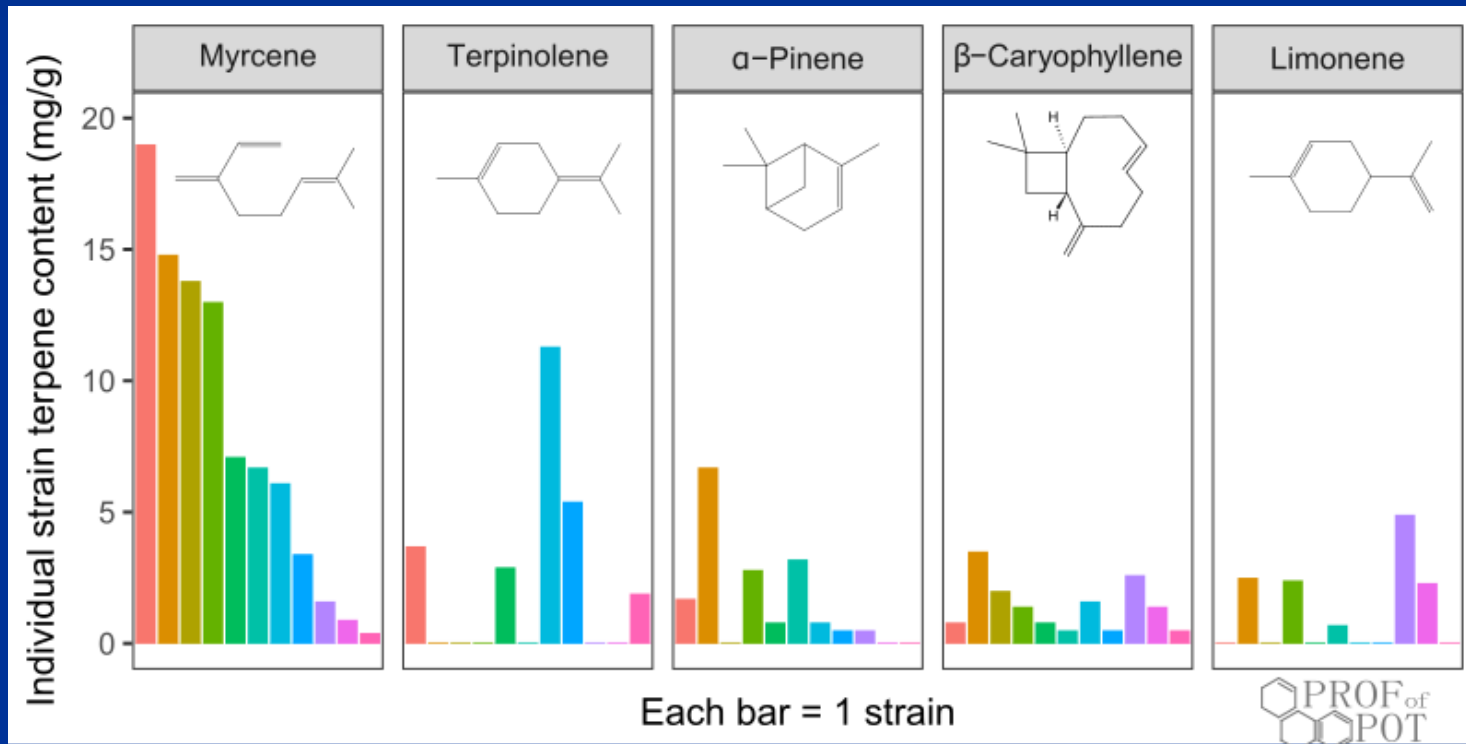 Myrcene
Terpinolene
α−Pinene
β−Caryophyllene
Limonene
Individual strain terpene content (mg/g)
20
15
10
5
0
H
H
Each bar = 1 strain
PROF of
POT